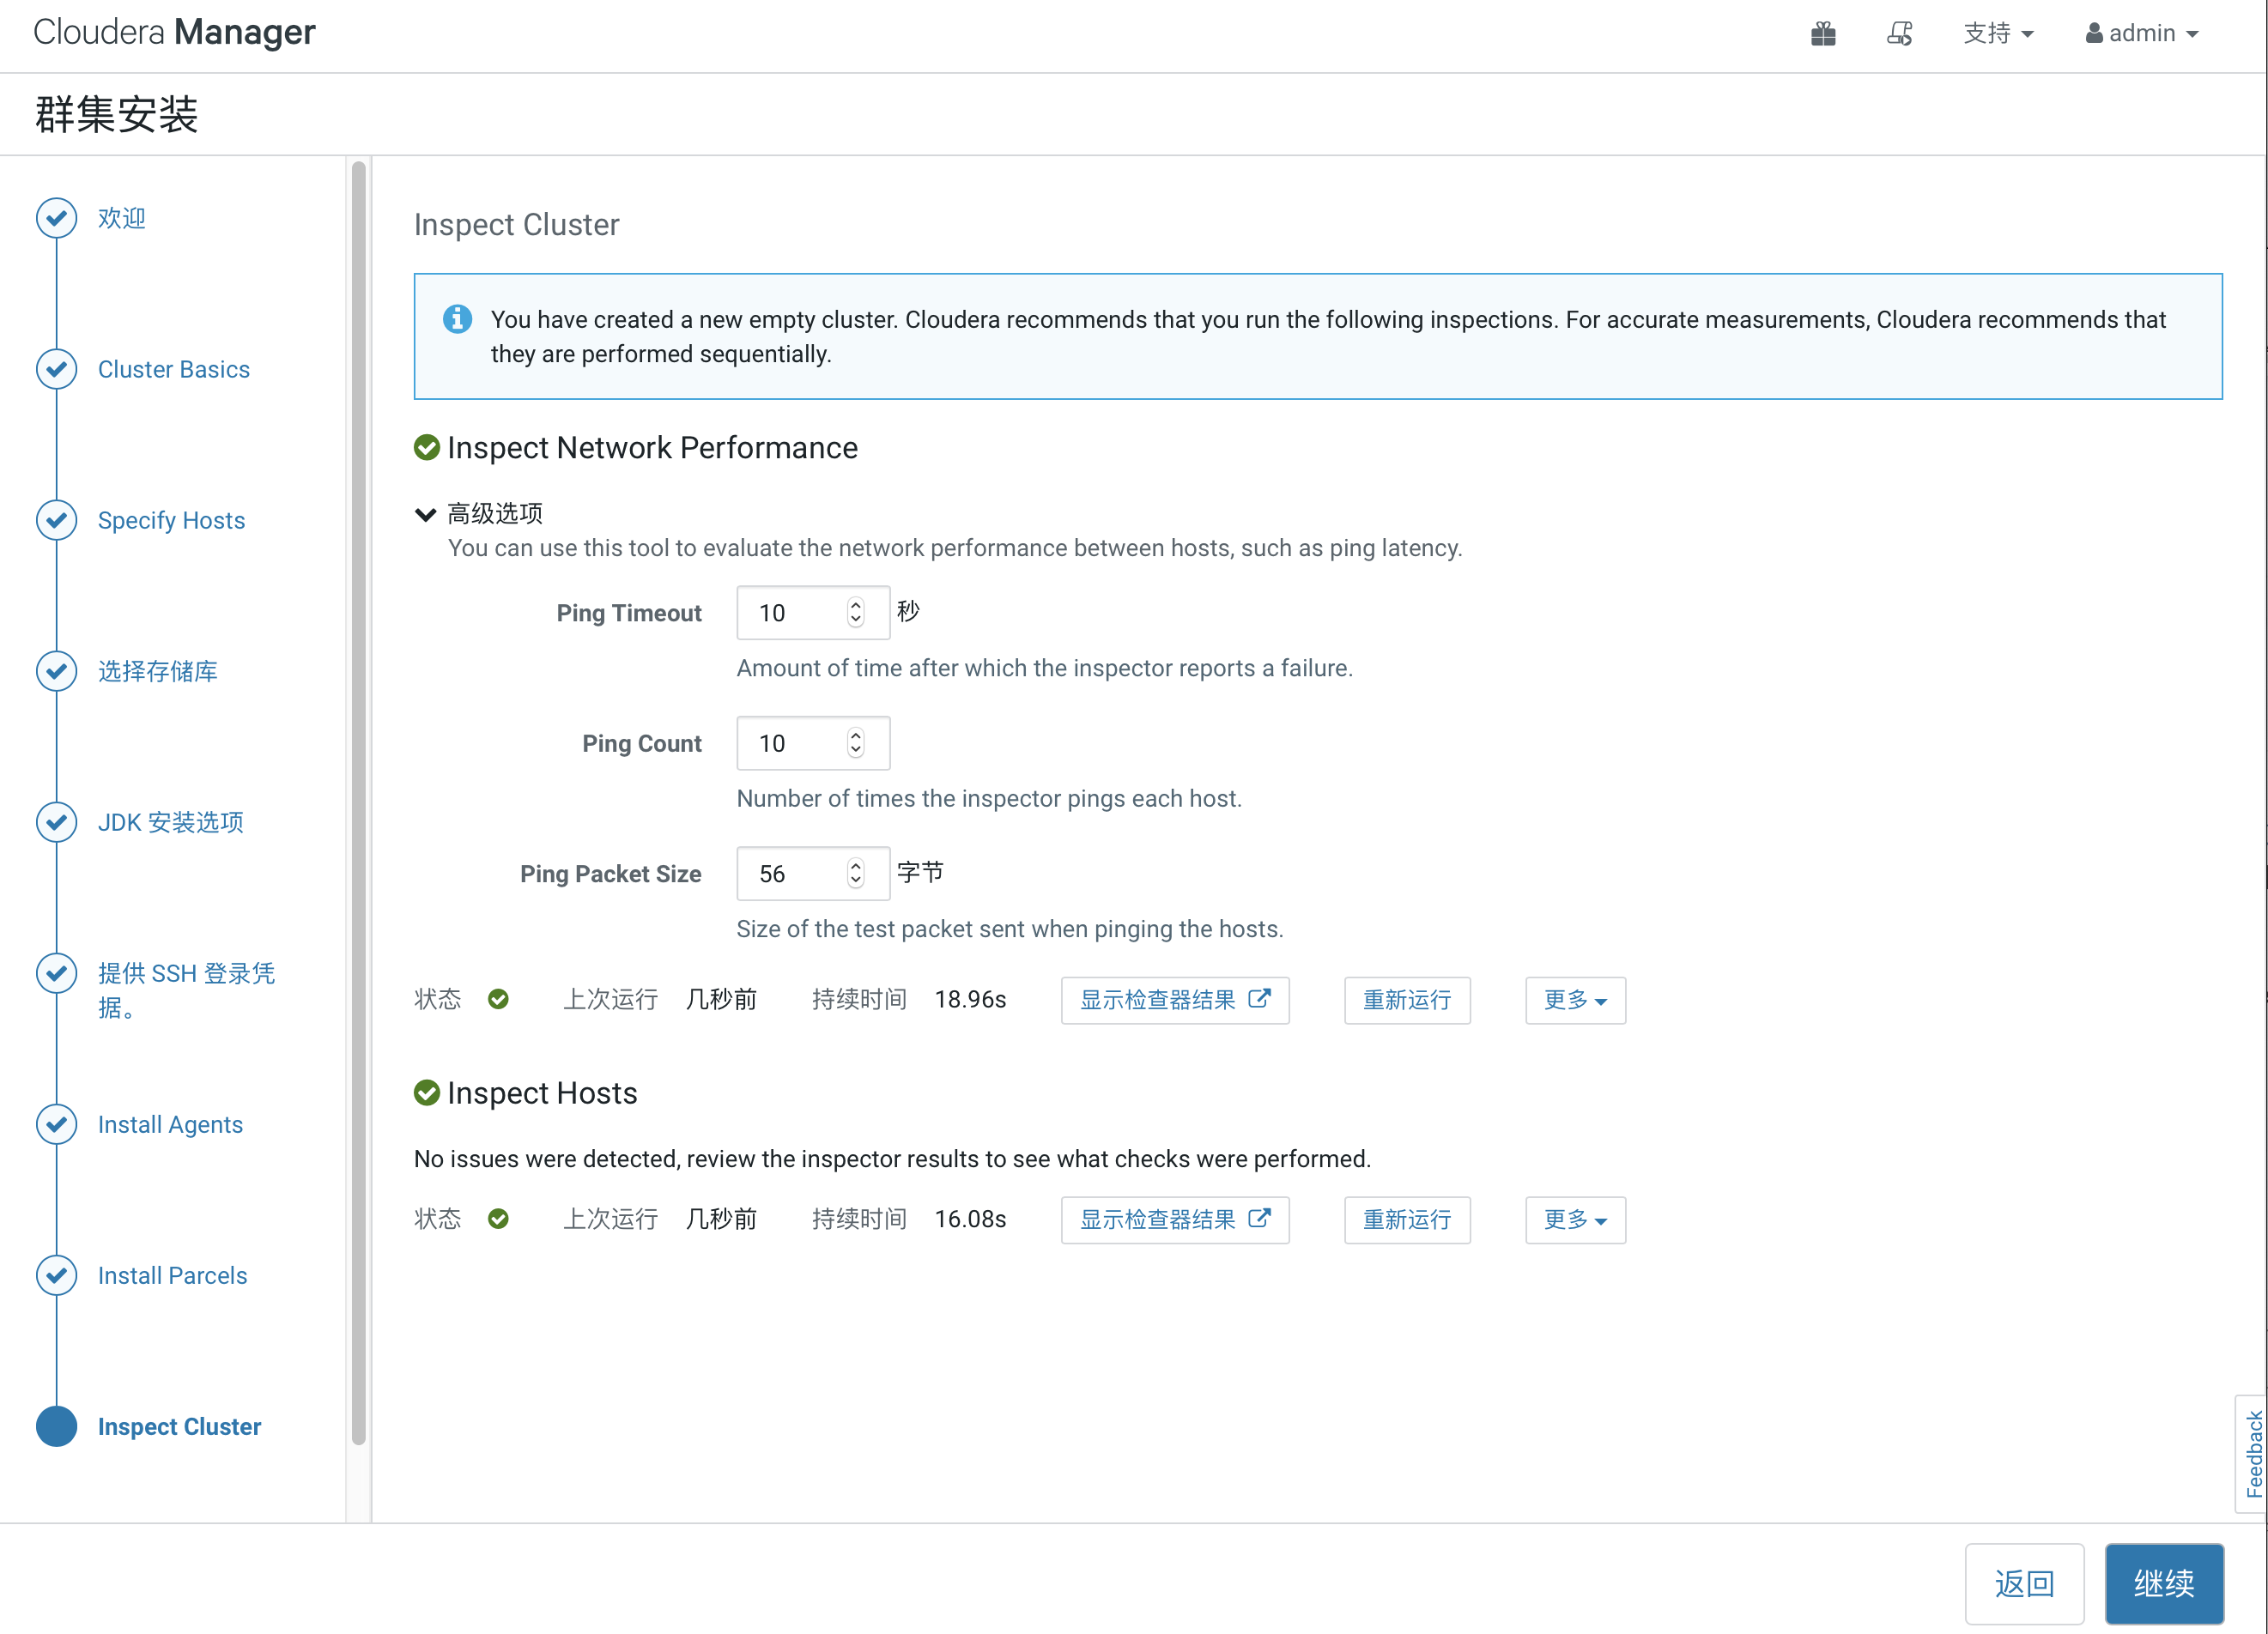 Cloudera Manager
支持
admin
群集安装
欢迎
Cluster Basics
Specify Hosts
选择存储库
JDK 安装选项
提供 SSH 登录凭
据。
Install Agents
Install Parcels
Inspect Cluster
Inspect Cluster
You have created a new empty cluster. Cloudera recommends that you run the following inspections. For accurate measurements, Cloudera recommends that
they are performed sequentially.
Inspect Network Performance
高级选项
You can use this tool to evaluate the network performance between hosts, such as ping latency.
Ping Timeout 10 秒
Amount of time after which the inspector reports a failure.
Ping Count 10
Number of times the inspector pings each host.
Ping Packet Size 56 字节
Size of the test packet sent when pinging the hosts.
状态 上次运行 几秒前 持续时间 18.96s 显示检查器结果 重新运行 更多
Inspect Hosts
No issues were detected, review the inspector results to see what checks were performed.
状态 上次运行 几秒前 持续时间 16.08s 显示检查器结果 重新运行 更多
Feedback
返回 继续